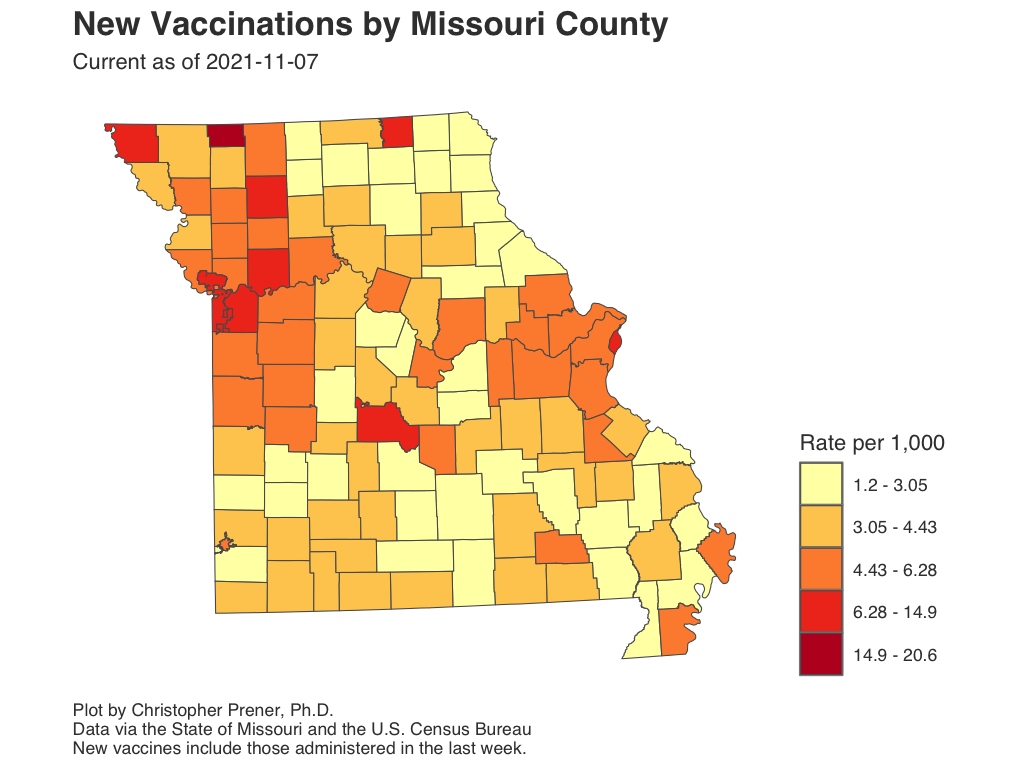 New Vaccinations by Missouri County
Current as of 2021-11-07
Rate per 1,000
1.2 - 3.05
3.05 - 4.43
4.43 - 6.28
6.28 - 14.9
14.9 - 20.6
Plot by Christopher Prener, Ph.D.
Data via the State of Missouri and the U.S. Census Bureau
New vaccines include those administered in the last week.